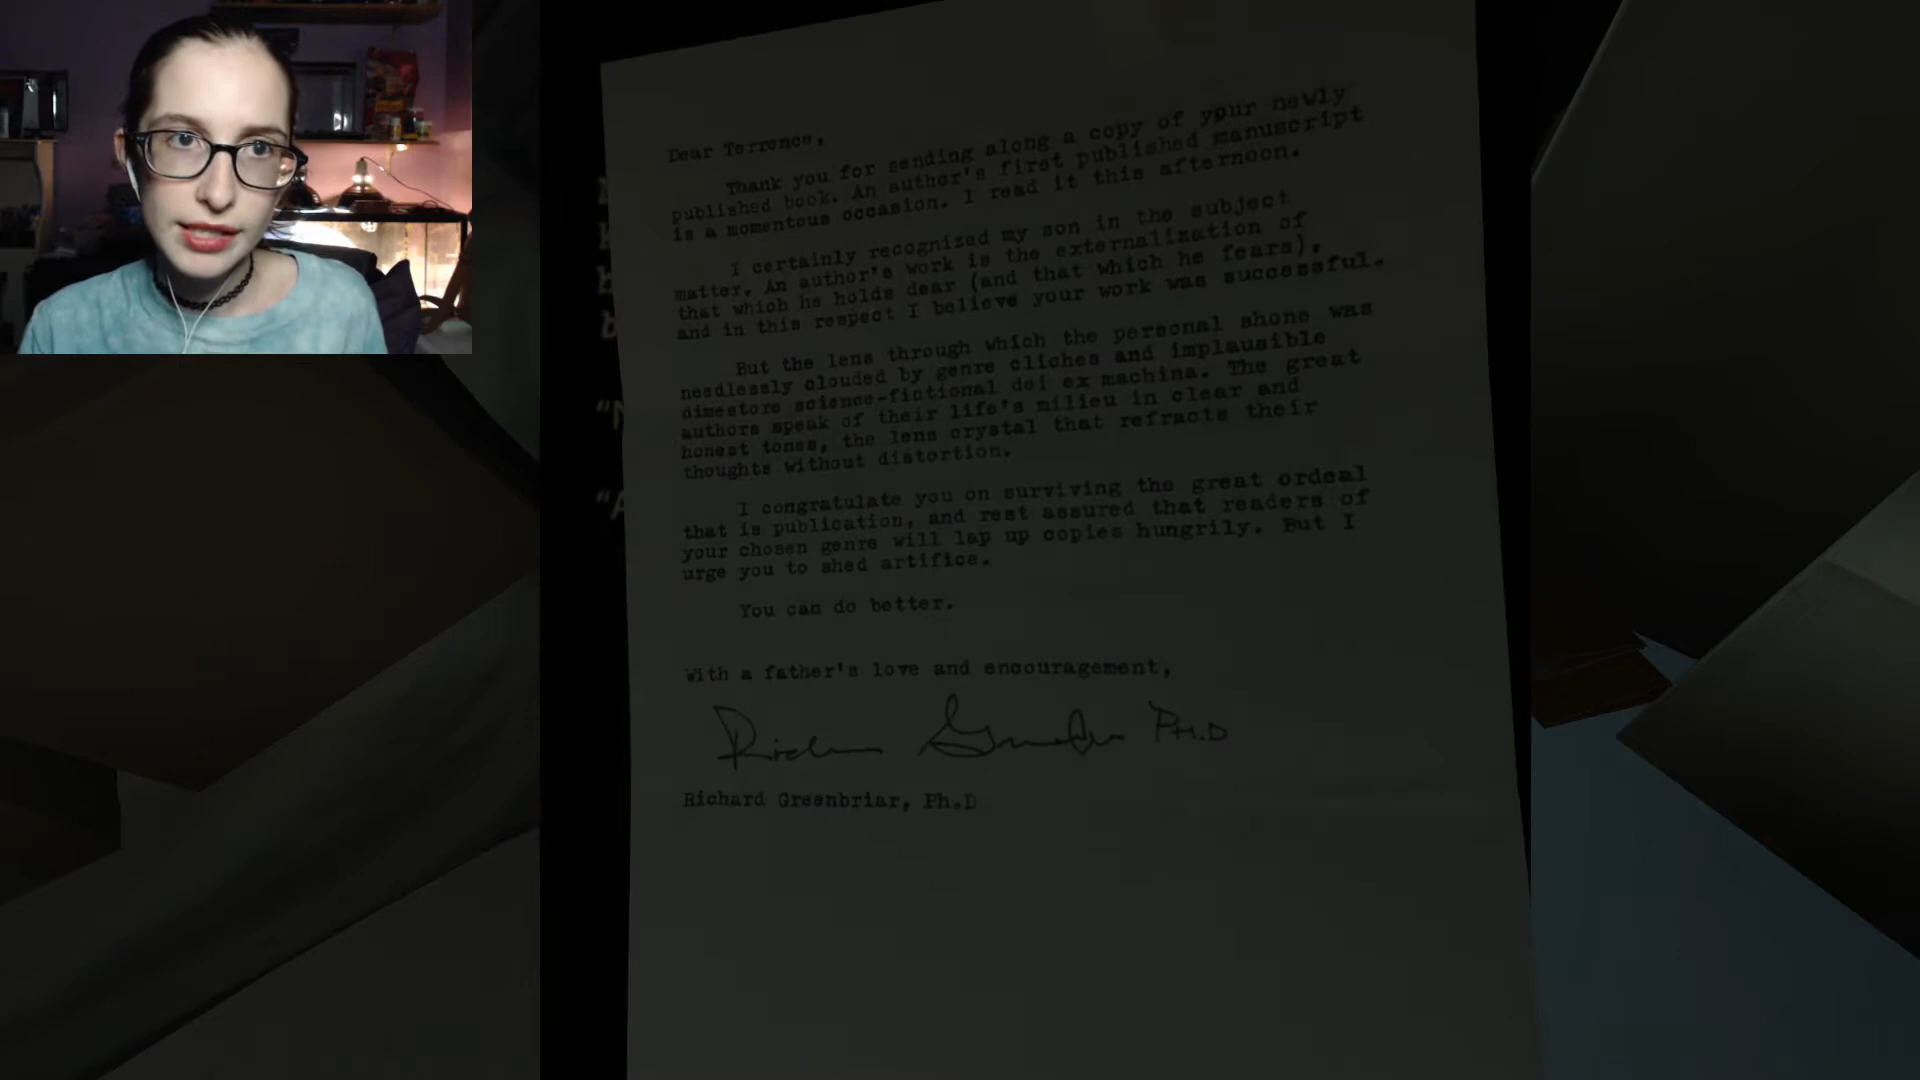 Dear Terrence,
Thank you for sending along a copy of your newly
published book. An author's first published manuscript
is a momentous occasion. I read it this afternoon.
I certainly recognized my son in the subject
matter. An author's work is the externalization of
that which he holds dear (and that which he fears),
and in this respect I believe your work was successful.
But the lens through which the personal shone was
needlessly clouded by genre cliches and implausible
dimestore science-fictional dei ex machina. The great
authors speak of their life's milieu in clear and
honest tones, the lens crystal that refracts their
thoughts without distortion.
I congratulate you on surviving the great ordeal
that is publication, and rest assured that readers of
your chosen genre will lap up copies hungrily. But I
urge you to shed artifice.
You can do better.
With a father's love and encouragement,
Richard Greenbriar, Ph.D